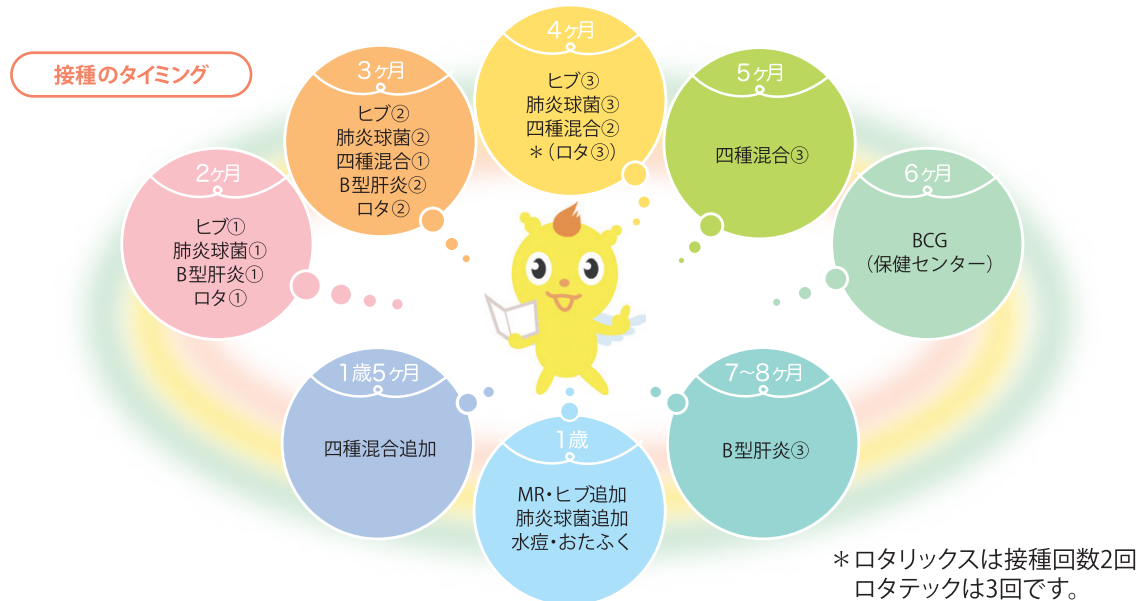 接種のタイミング
2ヶ月
ヒブ①
肺炎球菌①
B型肝炎①
ロタ①
3ヶ月
ヒブ②
肺炎球菌②
四種混合①
B型肝炎②
ロタ②
4ヶ月
ヒブ③
肺炎球菌③
四種混合②
＊(ロタ③)
5ヶ月
四種混合③
6ヶ月
BCG
(保健センター)
7〜8ヶ月
B型肝炎③
1歳
MR・ヒブ追加
肺炎球菌追加
水痘・おたふく
1歳5ヶ月
四種混合追加
＊ロタリックスは接種回数2回
ロタテックは3回です。